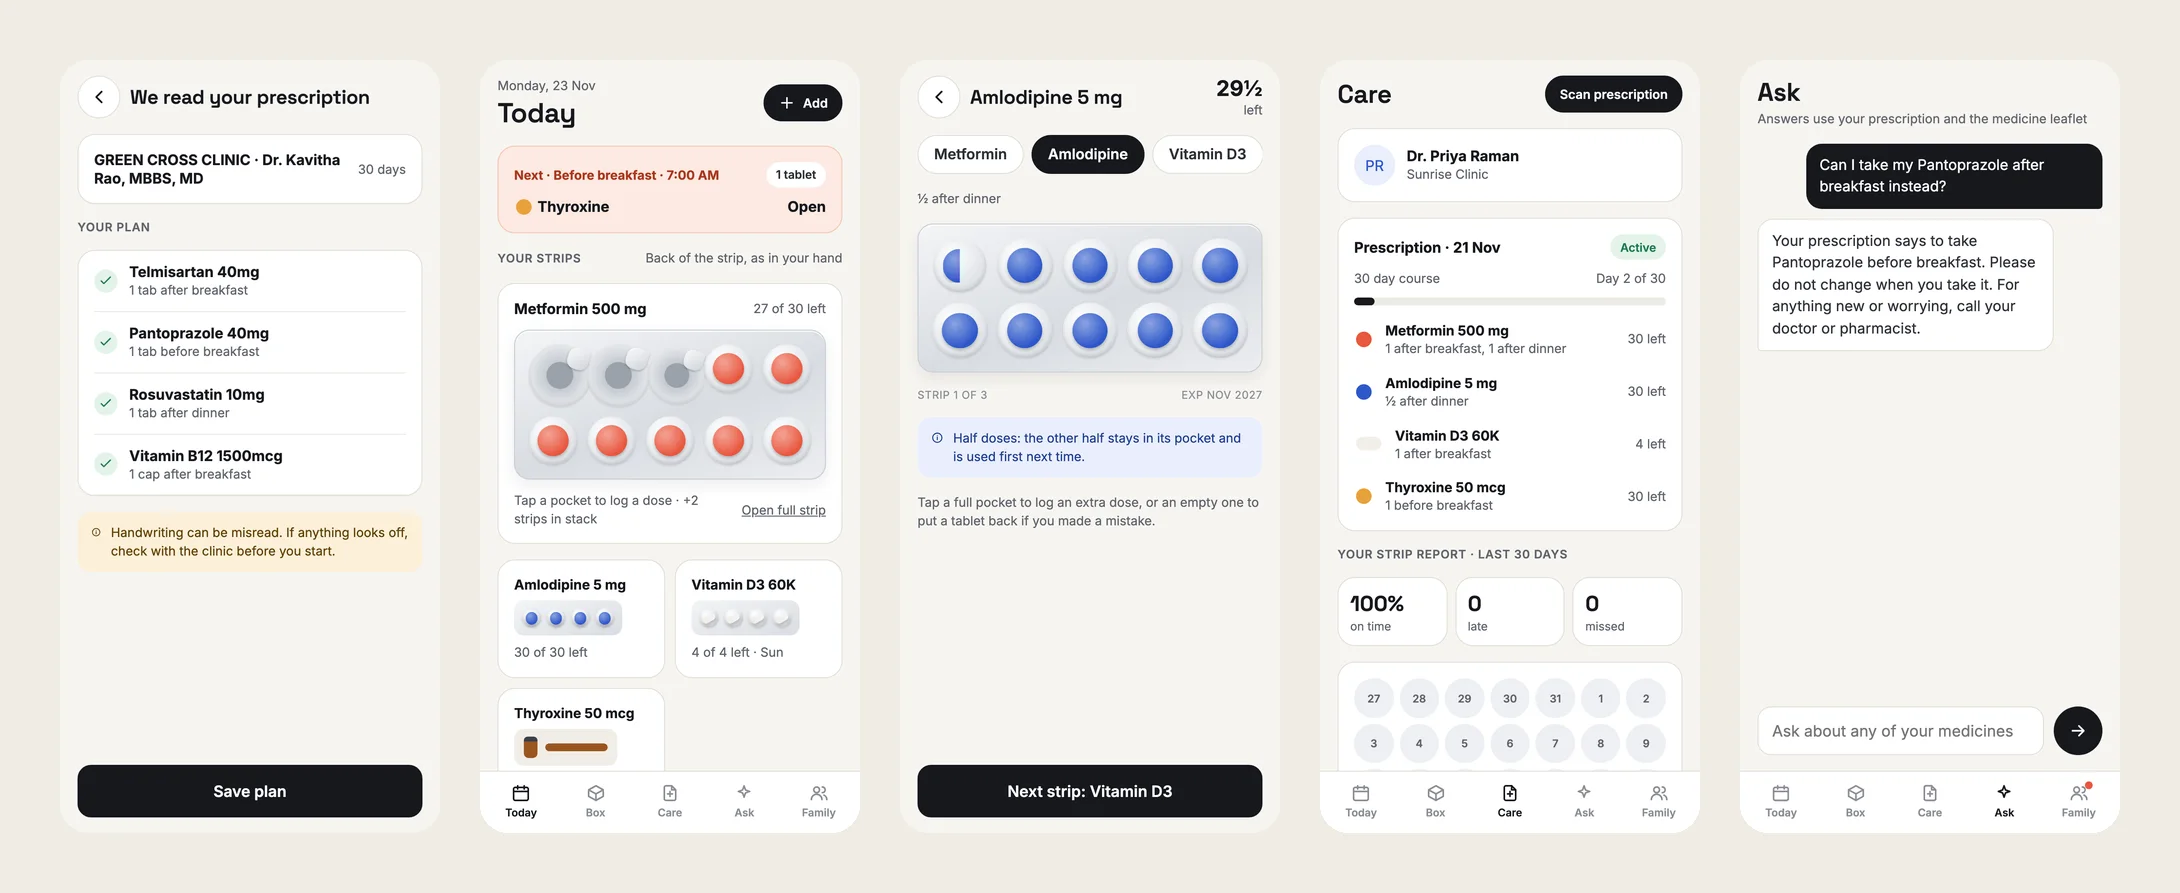 We read your prescription
GREEN CROSS CLINIC · Dr. Kavitha
Rao, MBBS, MD
30 days
YOUR PLAN
Telmisartan 40mg
1 tab after breakfast
Pantoprazole 40mg
1 tab before breakfast
Rosuvastatin 10mg
1 tab after dinner
Vitamin B12 1500mcg
1 cap after breakfast
Handwriting can be misread. If anything looks off,
check with the clinic before you start.
Save plan
Monday, 23 Nov
Today
Add
Next · Before breakfast · 7:00 AM
1 tablet
Thyroxine
Open
YOUR STRIPS
Back of the strip, as in your hand
Metformin 500 mg
27 of 30 left
Tap a pocket to log a dose · +2
strips in stack
Open full strip
Amlodipine 5 mg
30 of 30 left
Vitamin D3 60K
4 of 4 left · Sun
Thyroxine 50 mcg
Today
Box
Care
Ask
Family
Amlodipine 5 mg
29½
left
Metformin
Amlodipine
Vitamin D3
½ after dinner
STRIP 1 OF 3
EXP NOV 2027
Half doses: the other half stays in its pocket and
is used first next time.
Tap a full pocket to log an extra dose, or an empty one to
put a tablet back if you made a mistake.
Next strip: Vitamin D3
Care
Scan prescription
PR
Dr. Priya Raman
Sunrise Clinic
Prescription · 21 Nov
Active
30 day course
Day 2 of 30
Metformin 500 mg
1 after breakfast, 1 after dinner
30 left
Amlodipine 5 mg
½ after dinner
30 left
Vitamin D3 60K
1 after breakfast
4 left
Thyroxine 50 mcg
1 before breakfast
30 left
YOUR STRIP REPORT · LAST 30 DAYS
100%
on time
0
late
0
missed
27 28 29 30 31 1 2
3 4 5 6 7 8 9
Today
Box
Care
Ask
Family
Ask
Answers use your prescription and the medicine leaflet
Can I take my Pantoprazole after
breakfast instead?
Your prescription says to take
Pantoprazole before breakfast. Please
do not change when you take it. For
anything new or worrying, call your
doctor or pharmacist.
Ask about any of your medicines
Today
Box
Care
Ask
Family